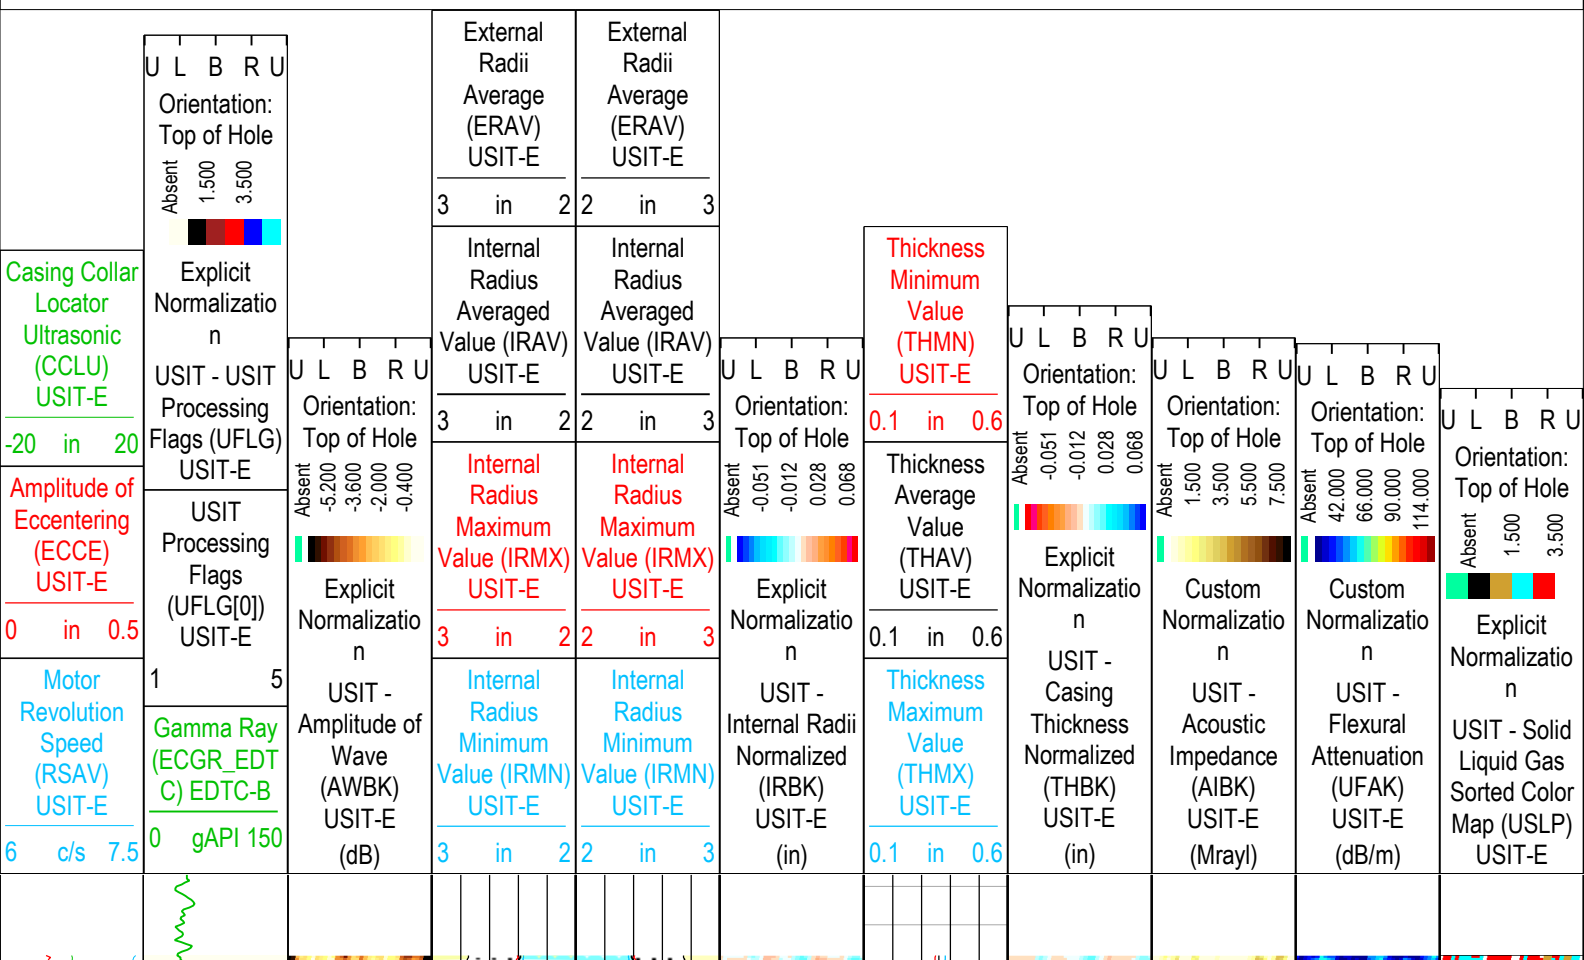 Casing Collar
Locator
Ultrasonic
(CCLU)
USIT-E
-20 in 20
Amplitude of
Eccentering
(ECCE)
USIT-E
0 in 0.5
Motor
Revolution
Speed
(RSAV)
USIT-E
6 c/s 7.5
U L B R U
Orientation:
Top of Hole
Absent 1.500 3.500
Explicit
Normalizatio
n
USIT - USIT
Processing
Flags (UFLG)
USIT-E
USIT
Processing
Flags
(UFLG[0])
USIT-E
1 5
Gamma Ray
(ECGR_EDT
C) EDTC-B
0 gAPI 150
U L B R U
Orientation:
Top of Hole
Absent -5.200 -3.600 -2.000 -0.400
Explicit
Normalizatio
n
USIT -
Amplitude of
Wave
(AWBK)
USIT-E
(dB)
External
Radii
Average
(ERAV)
USIT-E
3 in 2
Internal
Radius
Averaged
Value (IRAV)
USIT-E
3 in 2
Internal
Radius
Maximum
Value (IRMX)
USIT-E
3 in 2
Internal
Radius
Minimum
Value (IRMN)
USIT-E
3 in 2
External
Radii
Average
(ERAV)
USIT-E
2 in 3
Internal
Radius
Averaged
Value (IRAV)
USIT-E
2 in 3
Internal
Radius
Maximum
Value (IRMX)
USIT-E
2 in 3
Internal
Radius
Minimum
Value (IRMN)
USIT-E
2 in 3
U L B R U
Orientation:
Top of Hole
Absent -0.051 -0.012 0.028 0.068
Explicit
Normalizatio
n
USIT -
Internal Radii
Normalized
(IRBK)
USIT-E
(in)
Thickness
Minimum
Value
(THMN)
USIT-E
0.1 in 0.6
Thickness
Average
Value
(THAV)
USIT-E
0.1 in 0.6
Thickness
Maximum
Value
(THMX)
USIT-E
0.1 in 0.6
U L B R U
Orientation:
Top of Hole
Absent -0.051 -0.012 0.028 0.068
Explicit
Normalizatio
n
USIT -
Casing
Thickness
Normalized
(THBK)
USIT-E
(in)
U L B R U
Orientation:
Top of Hole
Absent 1.500 3.500 5.500 7.500
Custom
Normalizatio
n
USIT -
Acoustic
Impedance
(AIBK)
USIT-E
(Mrayl)
U L B R U
Orientation:
Top of Hole
Absent 42.000 66.000 90.000 114.000
Custom
Normalizatio
n
USIT -
Flexural
Attenuation
(UFAK)
USIT-E
(dB/m)
U L B R U
Orientation:
Top of Hole
Absent 1.500 3.500
Explicit
Normalizatio
n
USIT - Solid
Liquid Gas
Sorted Color
Map (USLP)
USIT-E